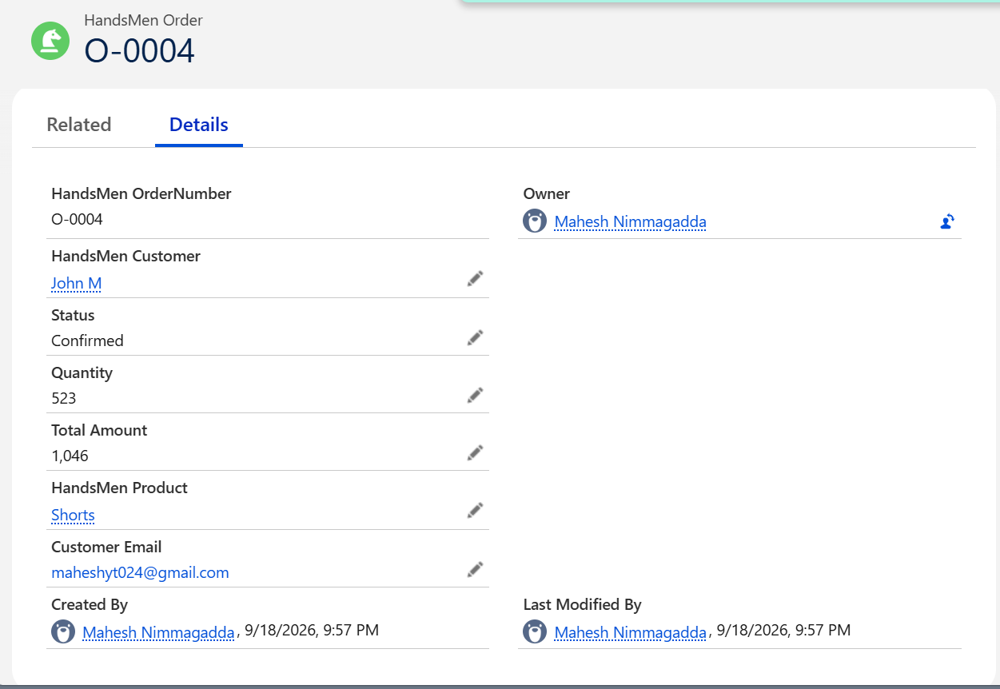 HandsMen Order
O-0004
Related Details
HandsMen OrderNumber
O-0004
Owner
Mahesh Nimmagadda
HandsMen Customer
John M
Status
Confirmed
Quantity
523
Total Amount
1,046
HandsMen Product
Shorts
Customer Email
maheshyt024@gmail.com
Created By
Mahesh Nimmagadda, 9/18/2026, 9:57 PM
Last Modified By
Mahesh Nimmagadda, 9/18/2026, 9:57 PM